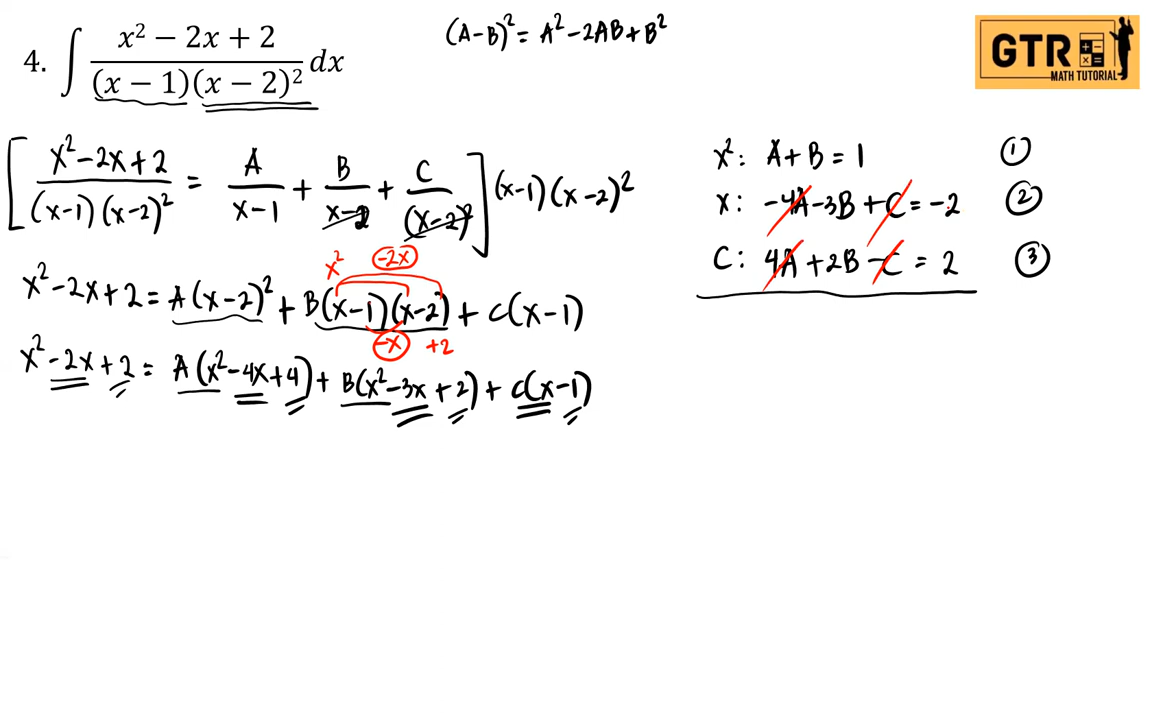 4. ∫ (x² − 2x + 2)/((x − 1)(x − 2)²) dx
(A-B)² = A² - 2AB + B²
GTR
MATH TUTORIAL
[ (x² - 2x + 2)/((x-1)(x-2)²) = A/(x-1) + B/(x-2) + C/(x-2)² ] (x-1)(x-2)²
x² -2x
x² - 2x + 2 = A(x-2)² + B(x-1)(x-2) + C(x-1)
-x +2
x² - 2x + 2 = A(x² - 4x + 4) + B(x² - 3x + 2) + C(x-1)
x²: A + B = 1 ①
x: -4A - 3B + C = -2 ②
C: 4A + 2B - C = 2 ③